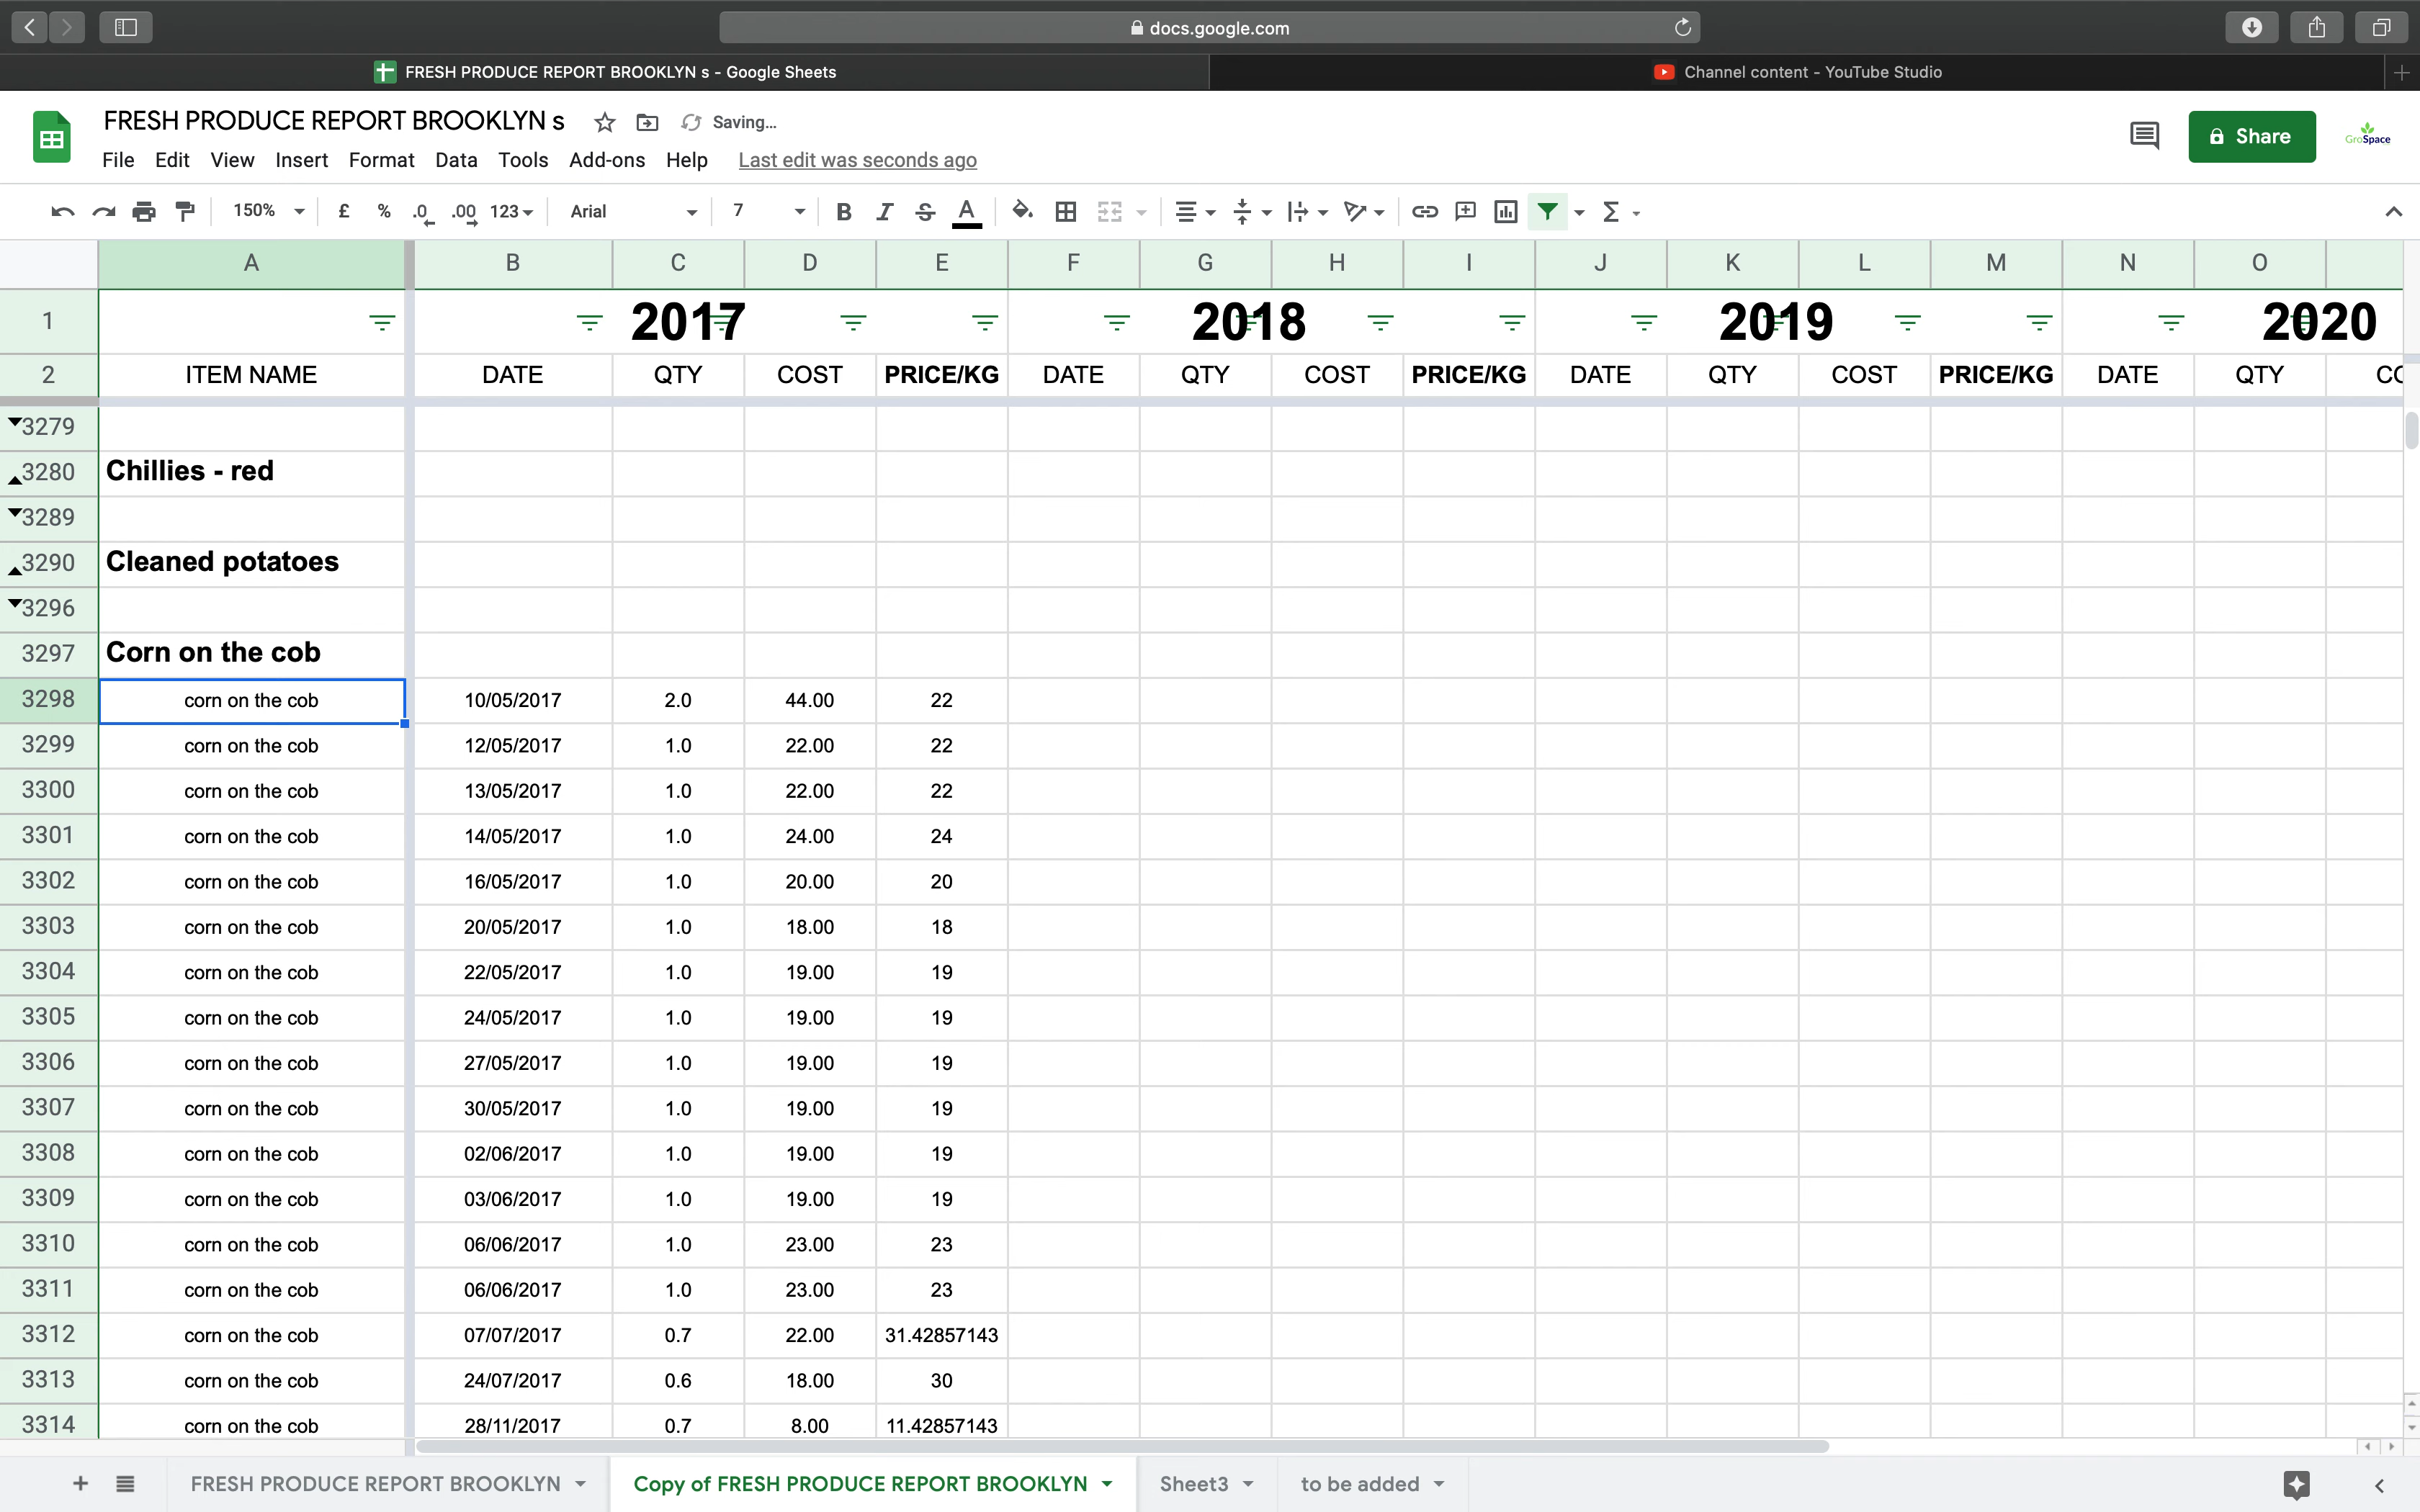 docs.google.com
FRESH PRODUCE REPORT BROOKLYN s - Google Sheets
Channel content - YouTube Studio
FRESH PRODUCE REPORT BROOKLYN s Saving...
Share
GroSpace
File Edit View Insert Format Data Tools Add-ons Help Last edit was seconds ago
150% £ % .0 .00 123 Arial 7 B I S A Σ
A B C D E F G H I J K L M N O
1 2017 2018 2019 2020
2 ITEM NAME DATE QTY COST PRICE/KG DATE QTY COST PRICE/KG DATE QTY COST PRICE/KG DATE QTY
3279
3280 Chillies - red
3289
3290 Cleaned potatoes
3296
3297 Corn on the cob
3298 corn on the cob 10/05/2017 2.0 44.00 22
3299 corn on the cob 12/05/2017 1.0 22.00 22
3300 corn on the cob 13/05/2017 1.0 22.00 22
3301 corn on the cob 14/05/2017 1.0 24.00 24
3302 corn on the cob 16/05/2017 1.0 20.00 20
3303 corn on the cob 20/05/2017 1.0 18.00 18
3304 corn on the cob 22/05/2017 1.0 19.00 19
3305 corn on the cob 24/05/2017 1.0 19.00 19
3306 corn on the cob 27/05/2017 1.0 19.00 19
3307 corn on the cob 30/05/2017 1.0 19.00 19
3308 corn on the cob 02/06/2017 1.0 19.00 19
3309 corn on the cob 03/06/2017 1.0 19.00 19
3310 corn on the cob 06/06/2017 1.0 23.00 23
3311 corn on the cob 06/06/2017 1.0 23.00 23
3312 corn on the cob 07/07/2017 0.7 22.00 31.42857143
3313 corn on the cob 24/07/2017 0.6 18.00 30
3314 corn on the cob 28/11/2017 0.7 8.00 11.42857143
FRESH PRODUCE REPORT BROOKLYN Copy of FRESH PRODUCE REPORT BROOKLYN Sheet3 to be added